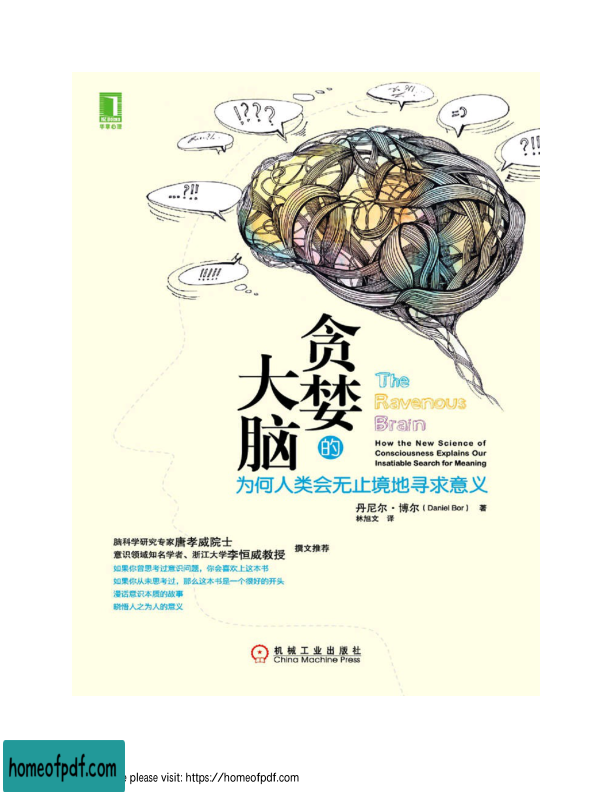 华章心理
!???
...?!!
!!!!!
贪婪
的
大脑
The
Ravenous
Brain
How the New Science of
Consciousness Explains Our
Insatiable Search for Meaning
为何人类会无止境地寻求意义
丹尼尔·博尔（Daniel Bor） 著
林旭文 译
脑科学研究专家唐孝威院士
意识领域知名学者、浙江大学李恒威教授 撰文推荐
如果你曾思考过意识问题，你会喜欢上这本书
如果你从未思考过，那么这本书是一个很好的开头
漫话意识本质的故事
晓悟人之为人的意义
机械工业出版社
China Machine Press
homeofpdf.com
please visit: https://homeofpdf.com